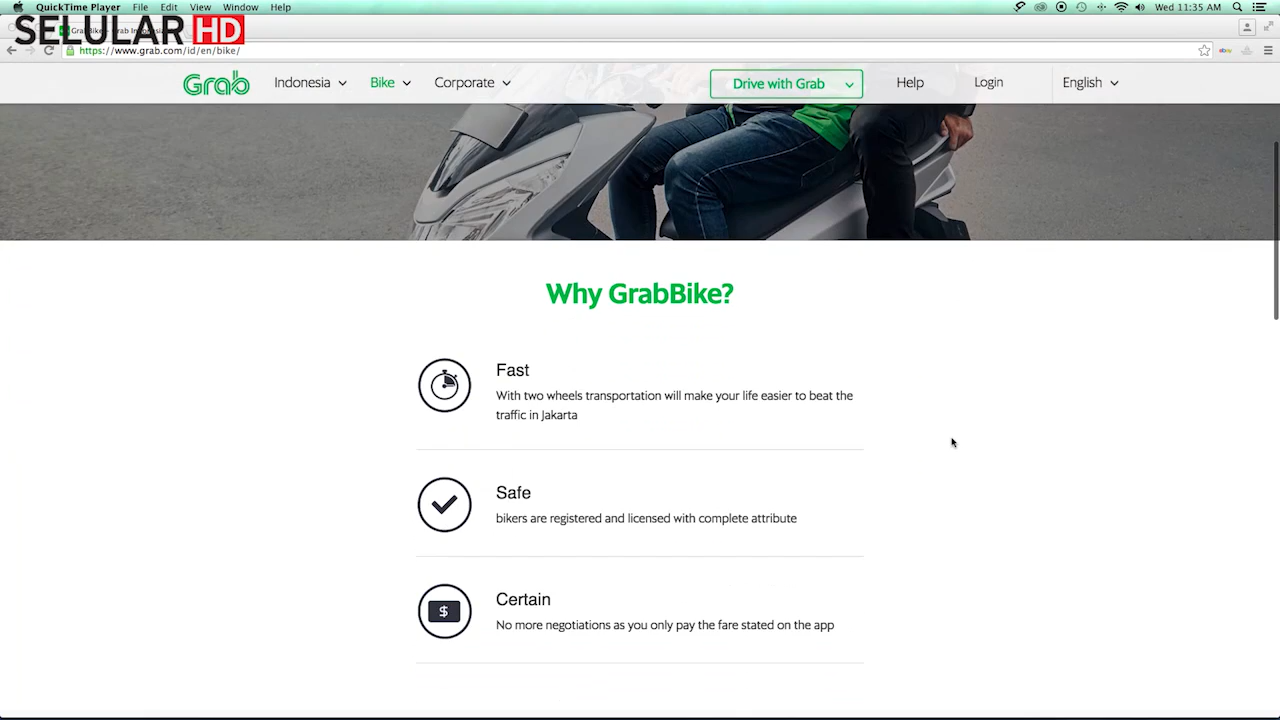 QuickTime Player File Edit View Window Help Wed 11:35 AM
SELULAR HD
https://www.grab.com/id/en/bike/
ebay
Grab Indonesia Bike Corporate Drive with Grab Help Login English
Why GrabBike?
Fast
With two wheels transportation will make your life easier to beat the
traffic in Jakarta
Safe
bikers are registered and licensed with complete attribute
$
Certain
No more negotiations as you only pay the fare stated on the app